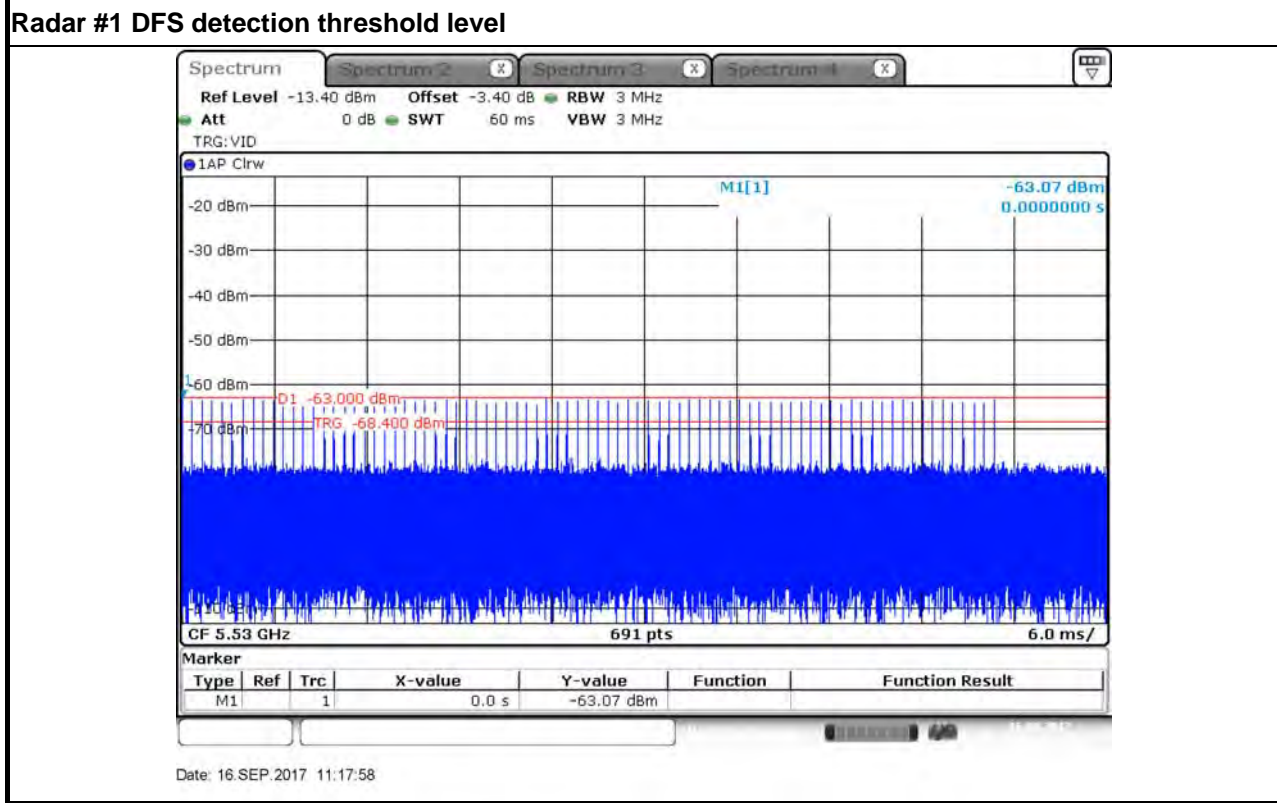 Radar #1 DFS detection threshold level
Spectrum Spectrum 2 X Spectrum 3 X Spectrum 4 X
Ref Level -13.40 dBm Offset -3.40 dB RBW 3 MHz
Att 0 dB SWT 60 ms VBW 3 MHz
TRG:VID
1AP Clrw
M1[1] -63.07 dBm
0.0000000 s
-20 dBm
-30 dBm
-40 dBm
-50 dBm
1
-60 dBm
D1 -63.000 dBm
TRG -68.400 dBm
-70 dBm
CF 5.53 GHz 691 pts 6.0 ms/
Marker
Type Ref Trc X-value Y-value Function Function Result
M1 1 0.0 s -63.07 dBm
Date: 16.SEP.2017 11:17:58